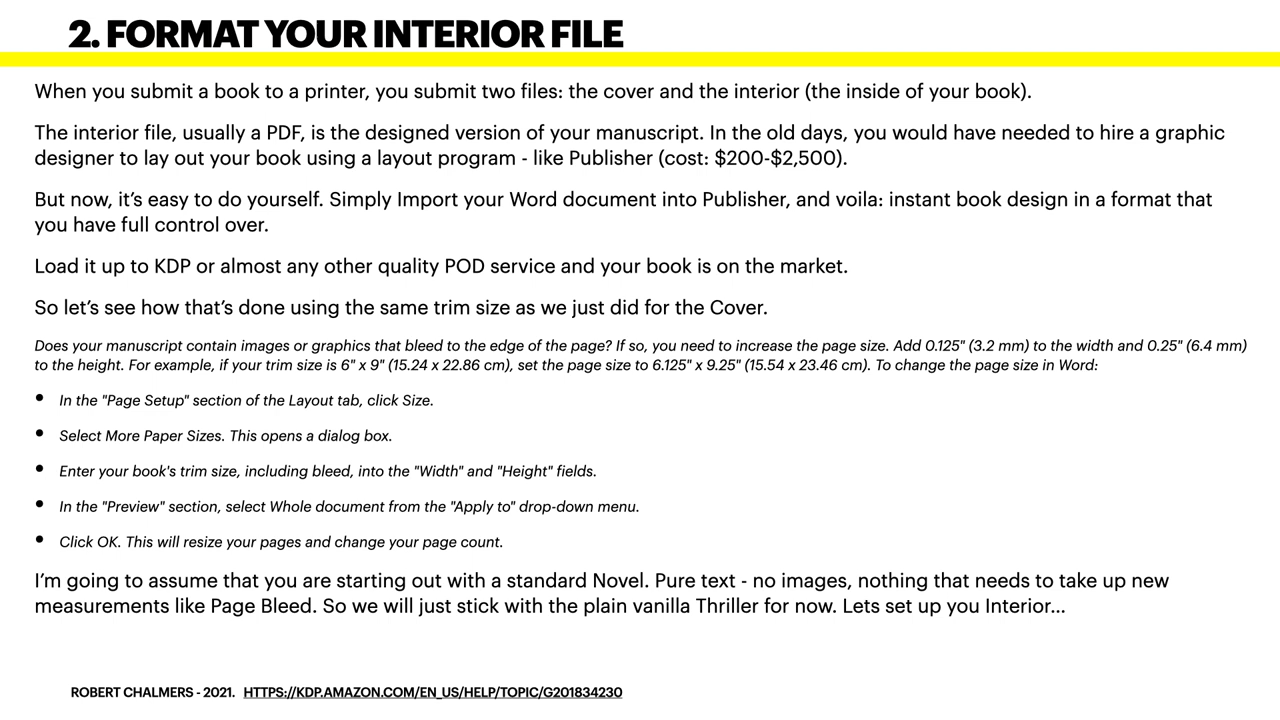 2. FORMAT YOUR INTERIOR FILE
When you submit a book to a printer, you submit two files: the cover and the interior (the inside of your book).
The interior file, usually a PDF, is the designed version of your manuscript. In the old days, you would have needed to hire a graphic
designer to lay out your book using a layout program - like Publisher (cost: $200-$2,500).
But now, it’s easy to do yourself. Simply Import your Word document into Publisher, and voila: instant book design in a format that
you have full control over.
Load it up to KDP or almost any other quality POD service and your book is on the market.
So let’s see how that’s done using the same trim size as we just did for the Cover.
Does your manuscript contain images or graphics that bleed to the edge of the page? If so, you need to increase the page size. Add 0.125" (3.2 mm) to the width and 0.25" (6.4 mm)
to the height. For example, if your trim size is 6" x 9" (15.24 x 22.86 cm), set the page size to 6.125" x 9.25" (15.54 x 23.46 cm). To change the page size in Word:
• In the "Page Setup" section of the Layout tab, click Size.
• Select More Paper Sizes. This opens a dialog box.
• Enter your book's trim size, including bleed, into the "Width" and "Height" fields.
• In the "Preview" section, select Whole document from the "Apply to" drop-down menu.
• Click OK. This will resize your pages and change your page count.
I’m going to assume that you are starting out with a standard Novel. Pure text - no images, nothing that needs to take up new
measurements like Page Bleed. So we will just stick with the plain vanilla Thriller for now. Lets set up you Interior...
ROBERT CHALMERS - 2021. HTTPS://KDP.AMAZON.COM/EN_US/HELP/TOPIC/G201834230